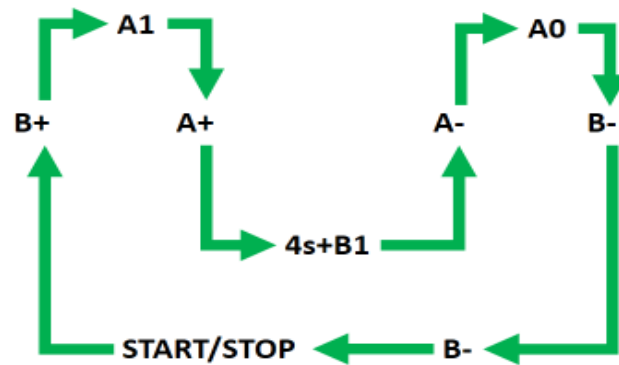 A1
A0
B+
A+
A-
B-
4s+B1
START/STOP
B-